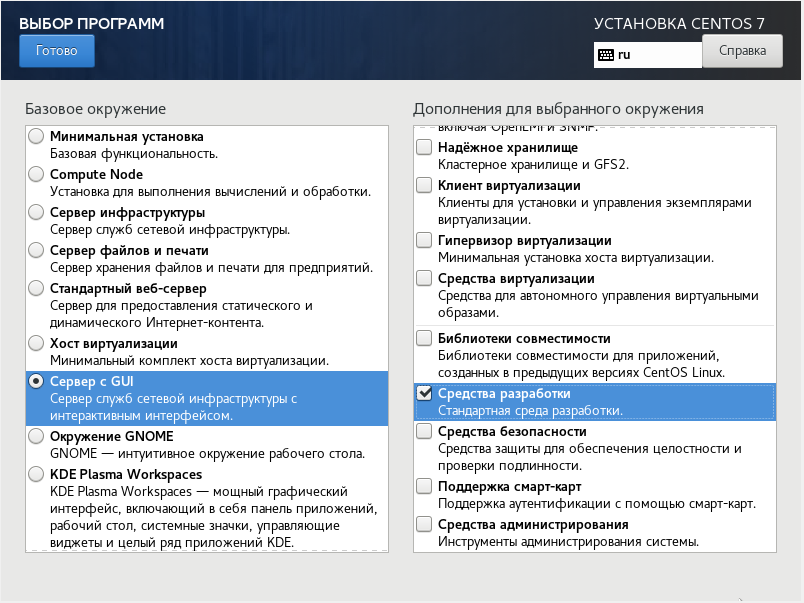 ВЫБОР ПРОГРАММ
УСТАНОВКА CENTOS 7
Готово
ru
Справка
Базовое окружение
Минимальная установка
Базовая функциональность.
Compute Node
Установка для выполнения вычислений и обработки.
Сервер инфраструктуры
Сервер служб сетевой инфраструктуры.
Сервер файлов и печати
Сервер хранения файлов и печати для предприятий.
Стандартный веб-сервер
Сервер для предоставления статического и
динамического Интернет-контента.
Хост виртуализации
Минимальный комплект хоста виртуализации.
Сервер с GUI
Сервер служб сетевой инфраструктуры с
интерактивным интерфейсом.
Окружение GNOME
GNOME — интуитивное окружение рабочего стола.
KDE Plasma Workspaces
KDE Plasma Workspaces — мощный графический
интерфейс, включающий в себя панель приложений,
рабочий стол, системные значки, управляющие
виджеты и целый ряд приложений KDE.
Дополнения для выбранного окружения
включая OpenLMI и SNMP.
Надёжное хранилище
Кластерное хранилище и GFS2.
Клиент виртуализации
Клиенты для установки и управления экземплярами
виртуализации.
Гипервизор виртуализации
Минимальная установка хоста виртуализации.
Средства виртуализации
Средства для автономного управления виртуальными
образами.
Библиотеки совместимости
Библиотеки совместимости для приложений,
созданных в предыдущих версиях CentOS Linux.
Средства разработки
Стандартная среда разработки.
Средства безопасности
Средства защиты для обеспечения целостности и
проверки подлинности.
Поддержка смарт-карт
Поддержка аутентификации с помощью смарт-карт.
Средства администрирования
Инструменты администрирования системы.